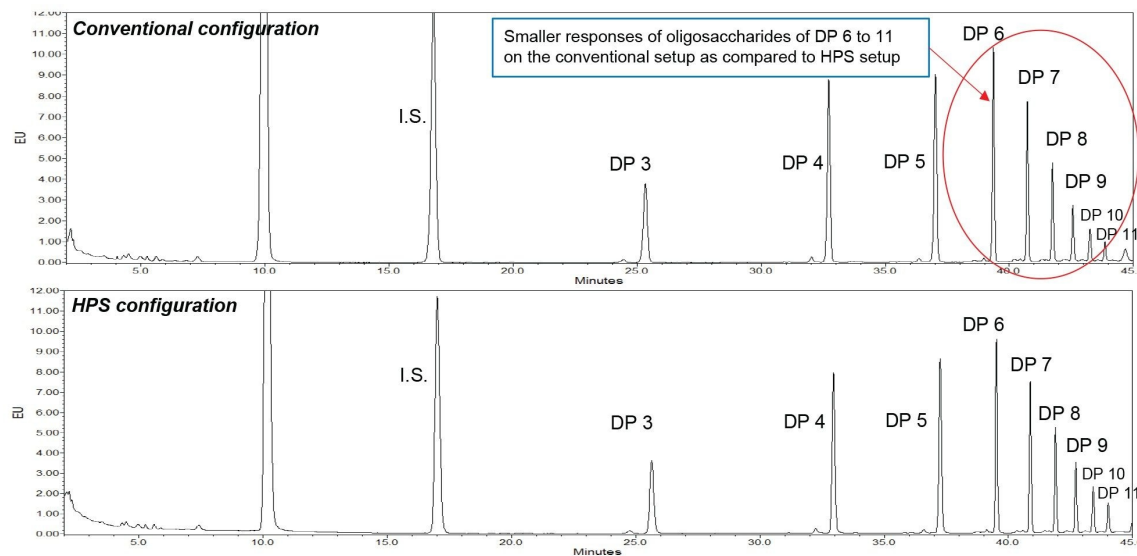 Conventional configuration
Smaller responses of oligosaccharides of DP 6 to 11
on the conventional setup as compared to HPS setup
DP 6
DP 7
I.S.
DP 8
DP 3
DP 4
DP 5
DP 9
DP 10
DP 11
EU
12.00
11.00
10.00
9.00
8.00
7.00
6.00
5.00
4.00
3.00
2.00
1.00
5.0
10.0
15.0
20.0
25.0
30.0
35.0
40.0
45.0
Minutes
HPS configuration
DP 6
DP 7
I.S.
DP 8
DP 3
DP 4
DP 5
DP 9
DP 10
DP 11
EU
12.00
11.00
10.00
9.00
8.00
7.00
6.00
5.00
4.00
3.00
2.00
1.00
0.00
5.0
10.0
15.0
20.0
25.0
30.0
35.0
40.0
45.0
Minutes